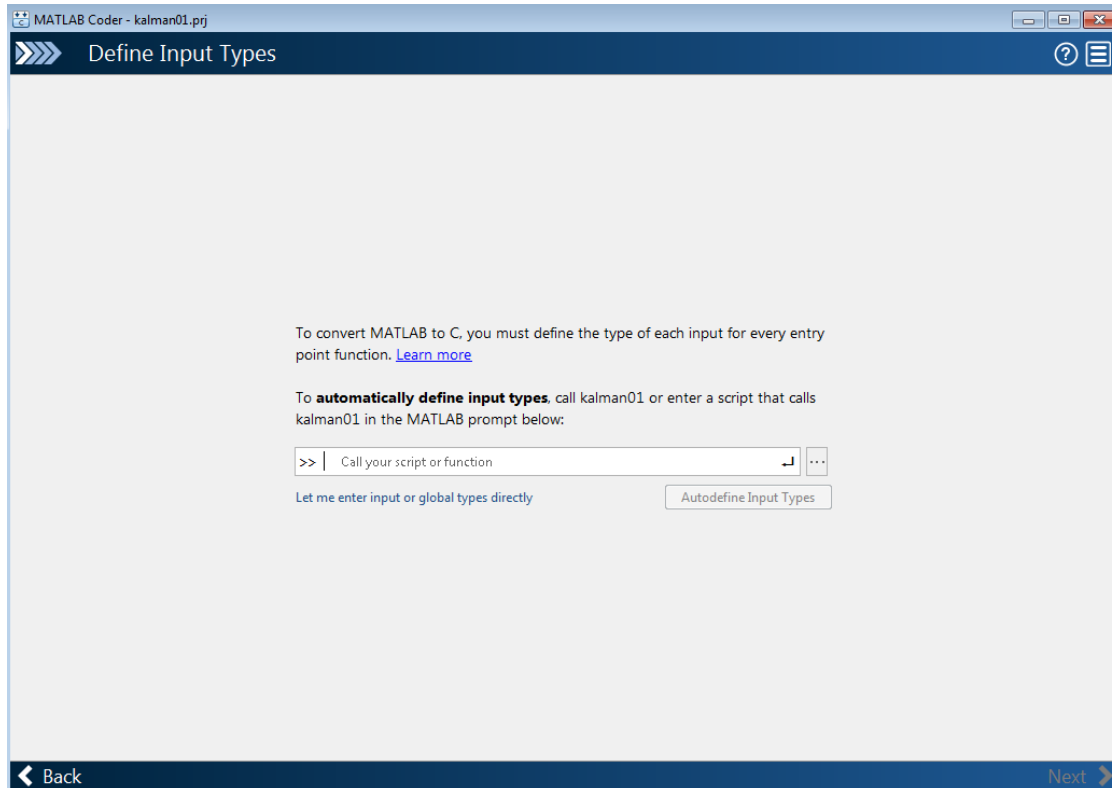 MATLAB Coder - kalman01.prj
Define Input Types
To convert MATLAB to C, you must define the type of each input for every entry
point function. Learn more
To automatically define input types, call kalman01 or enter a script that calls
kalman01 in the MATLAB prompt below:
>> Call your script or function
...
Let me enter input or global types directly
Autodefine Input Types
Back
Next